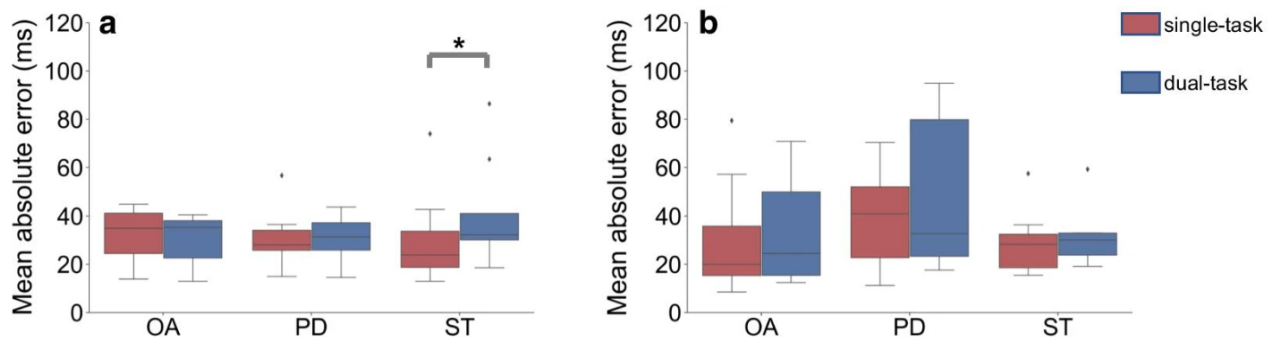 a
Mean absolute error (ms)
120
100
80
60
40
20
0
*
OA PD ST
b
Mean absolute error (ms)
120
100
80
60
40
20
0
OA PD ST
single-task
dual-task